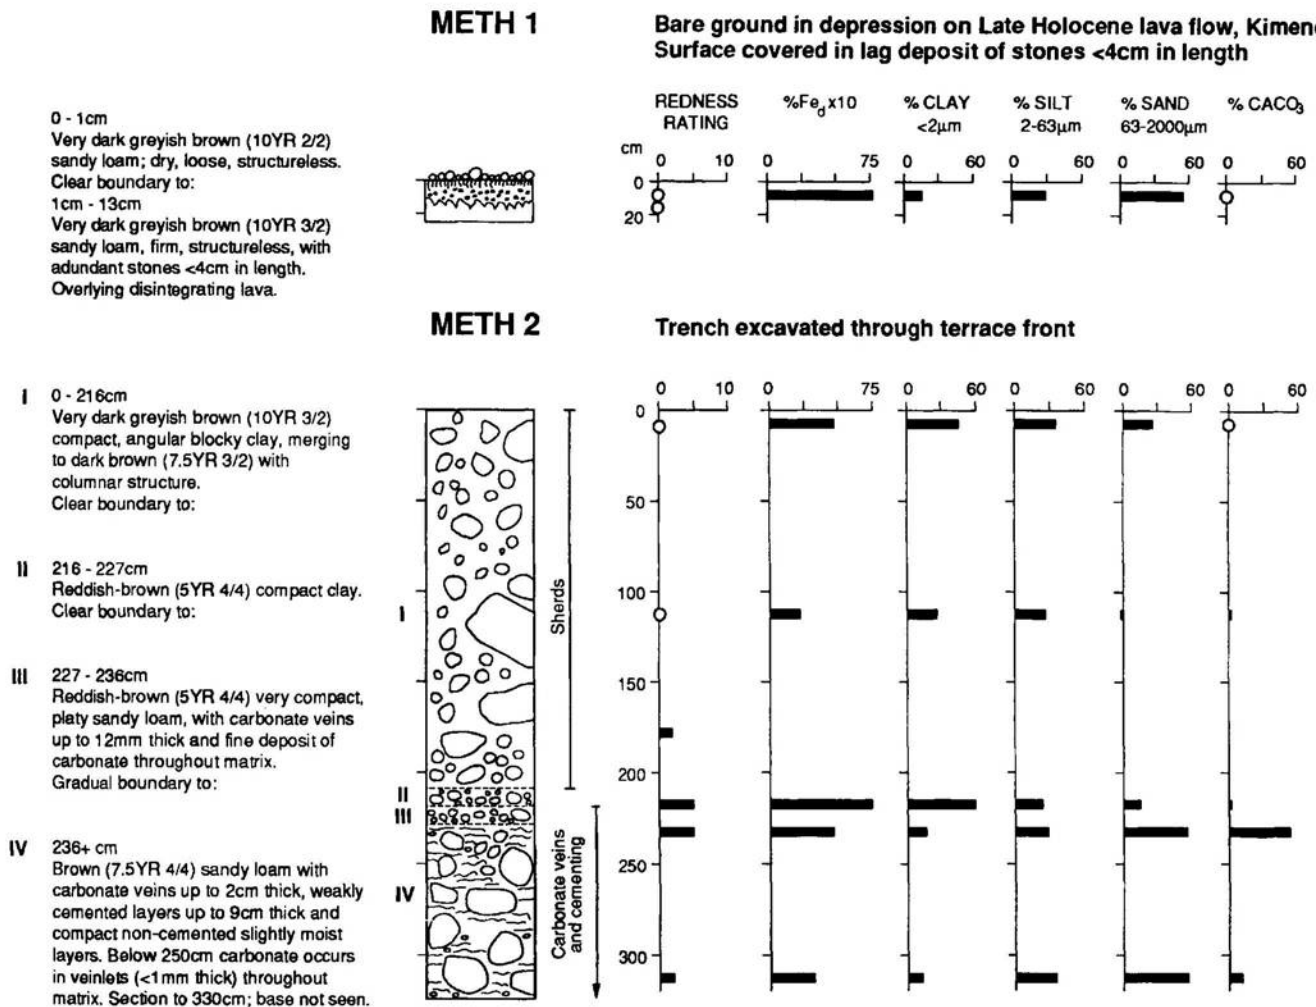 METH 1
Bare ground in depression on Late Holocene lava flow,
Surface covered in lag deposit of stones <4cm in length
0 - 1cm
Very dark greyish brown (10YR 2/2)
sandy loam; dry, loose, structureless.
Clear boundary to:
1cm - 13cm
Very dark greyish brown (10YR 3/2)
sandy loam, firm, structureless, with
adundant stones <4cm in length.
Overlying disintegrating lava.
REDNESS
RATING
%Fed x10
% CLAY
<2µm
% SILT
2-63µm
% SAND
63-2000µm
% CACO3
cm
0 10
0 75
0 60
0 60
0 60
0 60
0
20
METH 2
Trench excavated through terrace front
I 0 - 216cm
Very dark greyish brown (10YR 3/2)
compact, angular blocky clay, merging
to dark brown (7.5YR 3/2) with
columnar structure.
Clear boundary to:
II 216 - 227cm
Reddish-brown (5YR 4/4) compact clay.
Clear boundary to:
III 227 - 236cm
Reddish-brown (5YR 4/4) very compact,
platy sandy loam, with carbonate veins
up to 12mm thick and fine deposit of
carbonate throughout matrix.
Gradual boundary to:
IV 236+ cm
Brown (7.5YR 4/4) sandy loam with
carbonate veins up to 2cm thick, weakly
cemented layers up to 9cm thick and
compact non-cemented slightly moist
layers. Below 250cm carbonate occurs
in veinlets (<1mm thick) throughout
matrix. Section to 330cm; base not seen.
I
II
III
IV
Sherds
Carbonate veins
and cementing
0 10
0 75
0 60
0 60
0 60
0 60
0
50
100
150
200
250
300